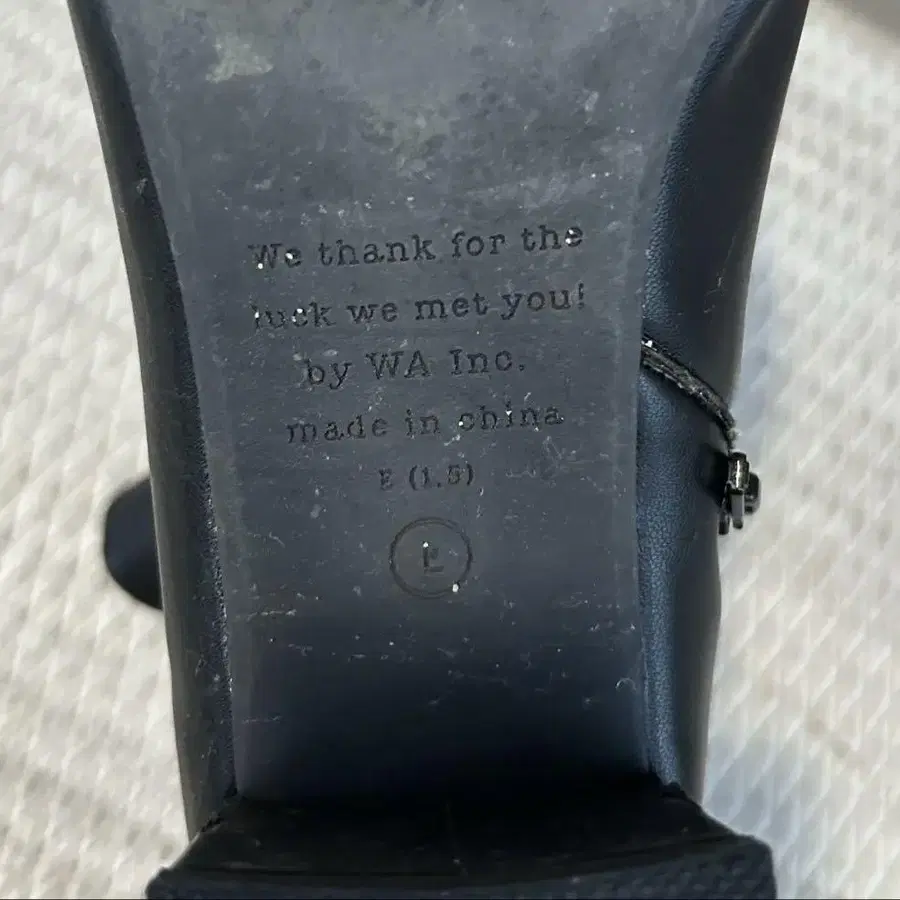 We thank for the
luck we met you!
by WA Inc.
made in china
E (1.5)
L